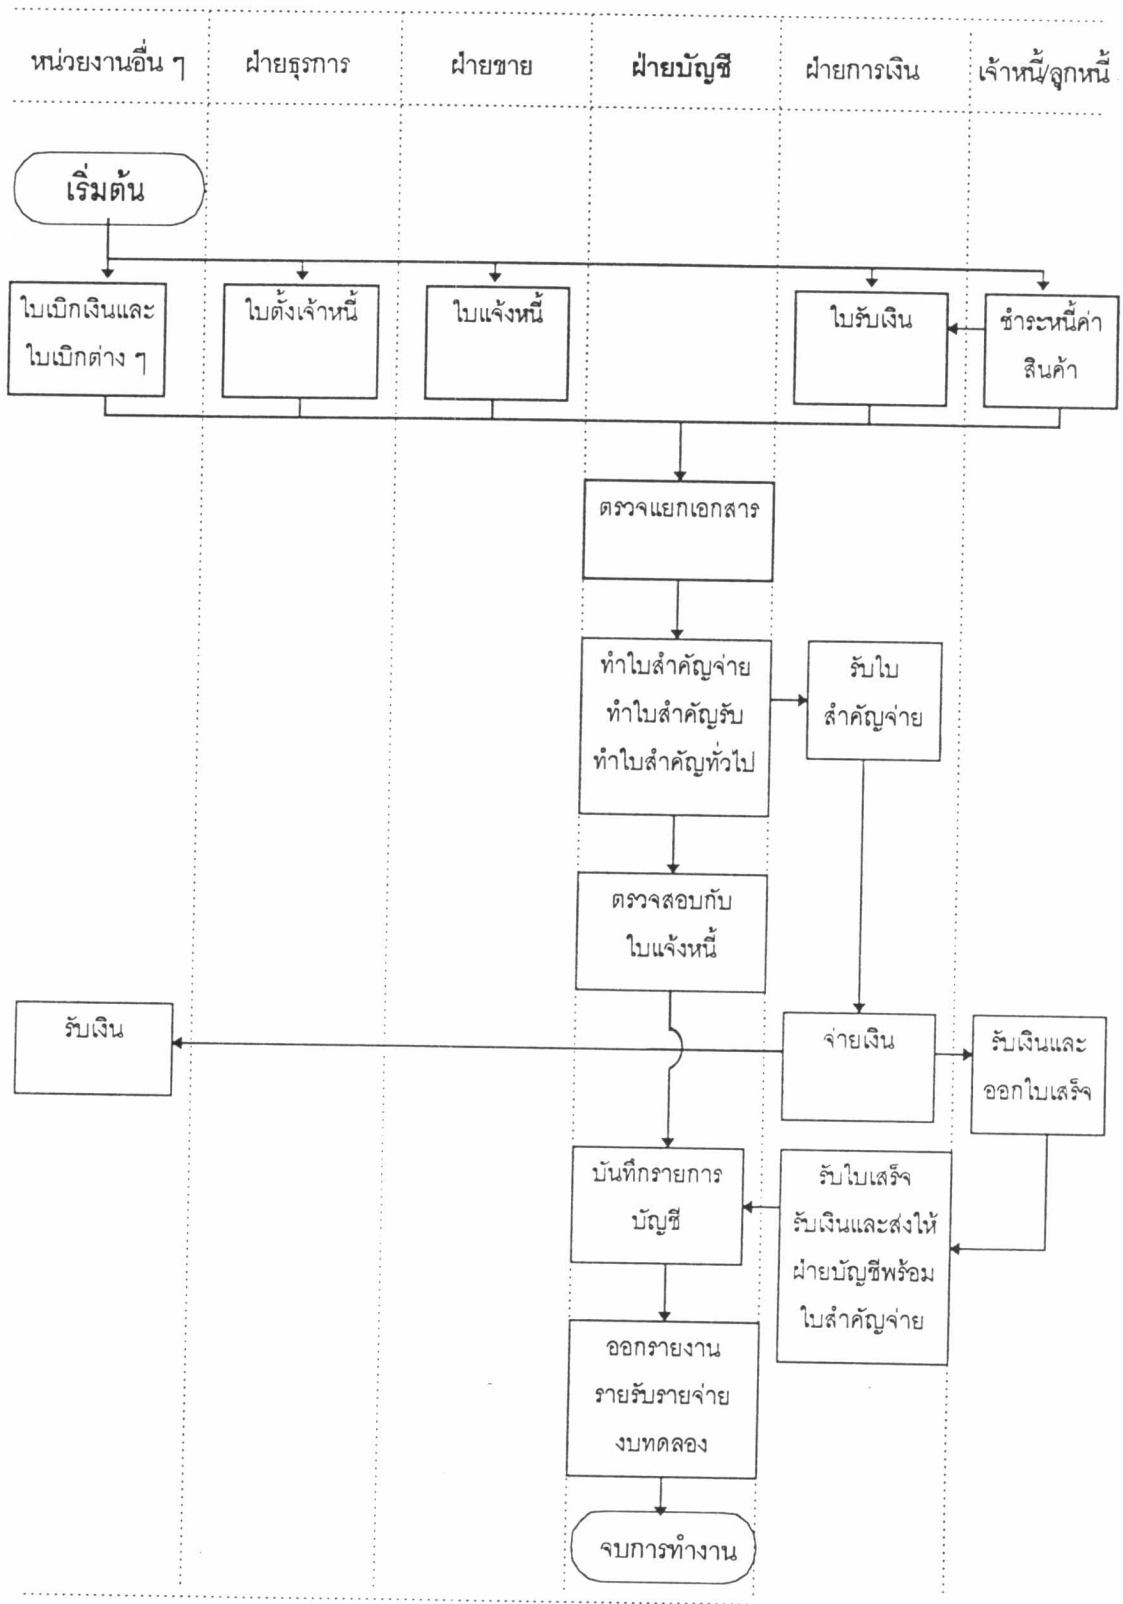 หน่วยงานอื่น ๆ
ฝ่ายธุรการ
ฝ่ายขาย
ฝ่ายบัญชี
ฝ่ายการเงิน
เจ้าหนี้/ลูกหนี้
เริ่มต้น
ใบเบิกเงินและ
ใบเบิกต่าง ๆ
ใบตั้งเจ้าหนี้
ใบแจ้งหนี้
ใบรับเงิน
ชำระหนี้ค่า
สินค้า
ตรวจแยกเอกสาร
ทำใบสำคัญจ่าย
ทำใบสำคัญรับ
ทำใบสำคัญทั่วไป
รับใบ
สำคัญจ่าย
ตรวจสอบกับ
ใบแจ้งหนี้
รับเงิน
จ่ายเงิน
รับเงินและ
ออกใบเสร็จ
บันทึกรายการ
บัญชี
รับใบเสร็จ
รับเงินและส่งให้
ฝ่ายบัญชีพร้อม
ใบสำคัญจ่าย
ออกรายงาน
รายรับรายจ่าย
งบทดลอง
จบการทำงาน